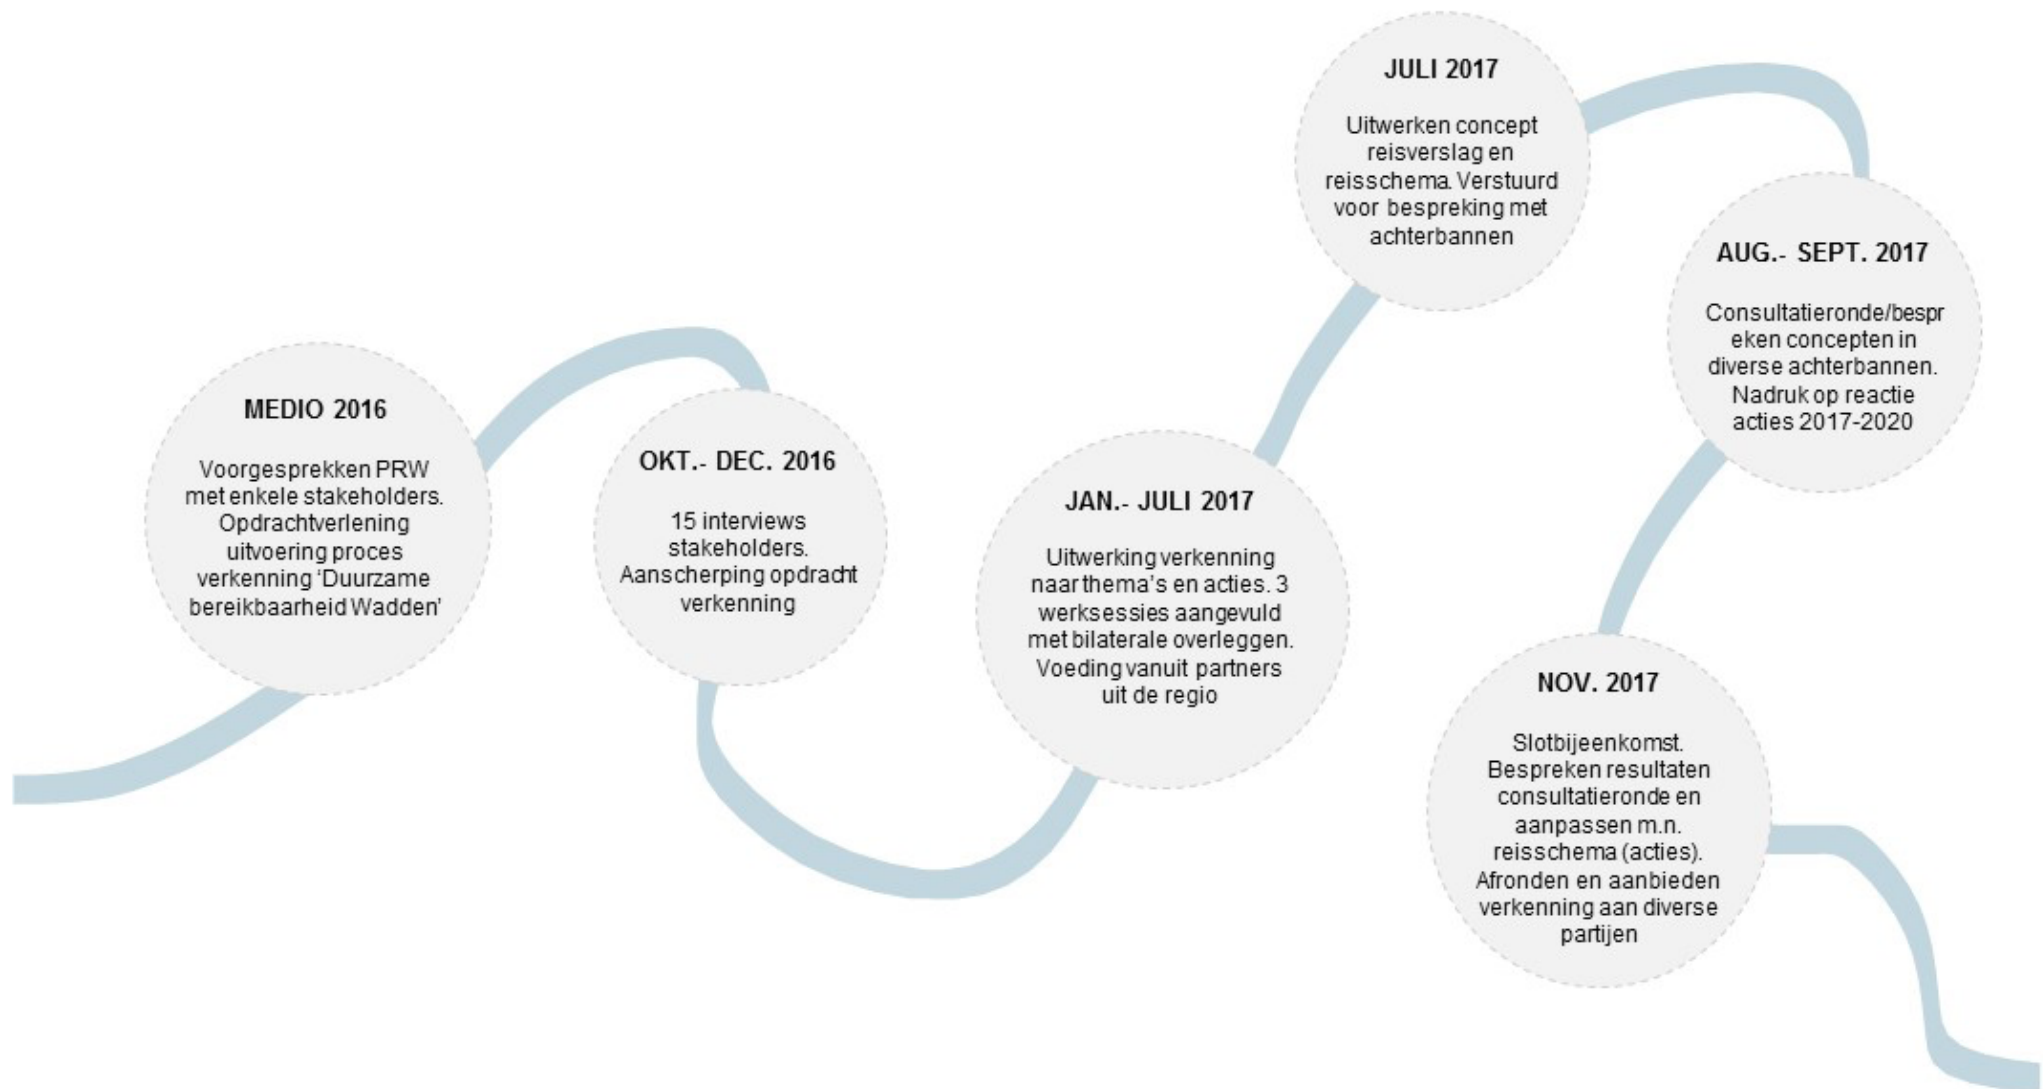 MEDIO 2016
Voorgesprekken PRW
met enkele stakeholders.
Opdrachtverlening
uitvoering proces
verkenning ‘Duurzame
bereikbaarheid Wadden’
OKT.- DEC. 2016
15 interviews
stakeholders.
Aanscherping opdracht
verkenning
JAN.- JULI 2017
Uitwerking verkenning
naar thema’s en acties. 3
werksessies aangevuld
met bilaterale overleggen.
Voeding vanuit partners
uit de regio
JULI 2017
Uitwerken concept
reisverslag en
reisschema. Verstuurd
voor bespreking met
achterbannen
AUG.- SEPT. 2017
Consultatieronde/bespr
eken concepten in
diverse achterbannen.
Nadruk op reactie
acties 2017-2020
NOV. 2017
Slotbijeenkomst.
Bespreken resultaten
consultatieronde en
aanpassen m.n.
reisschema (acties).
Afronden en aanbieden
verkenning aan diverse
partijen